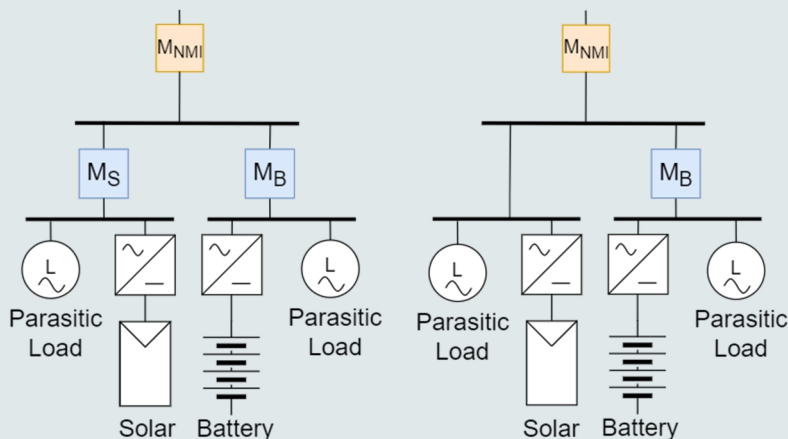 M_NMI
M_NMI
M_S
M_B
M_B
L
L
L
L
Parasitic
Load
Parasitic
Load
Parasitic
Load
Parasitic
Load
Solar
Battery
Solar
Battery